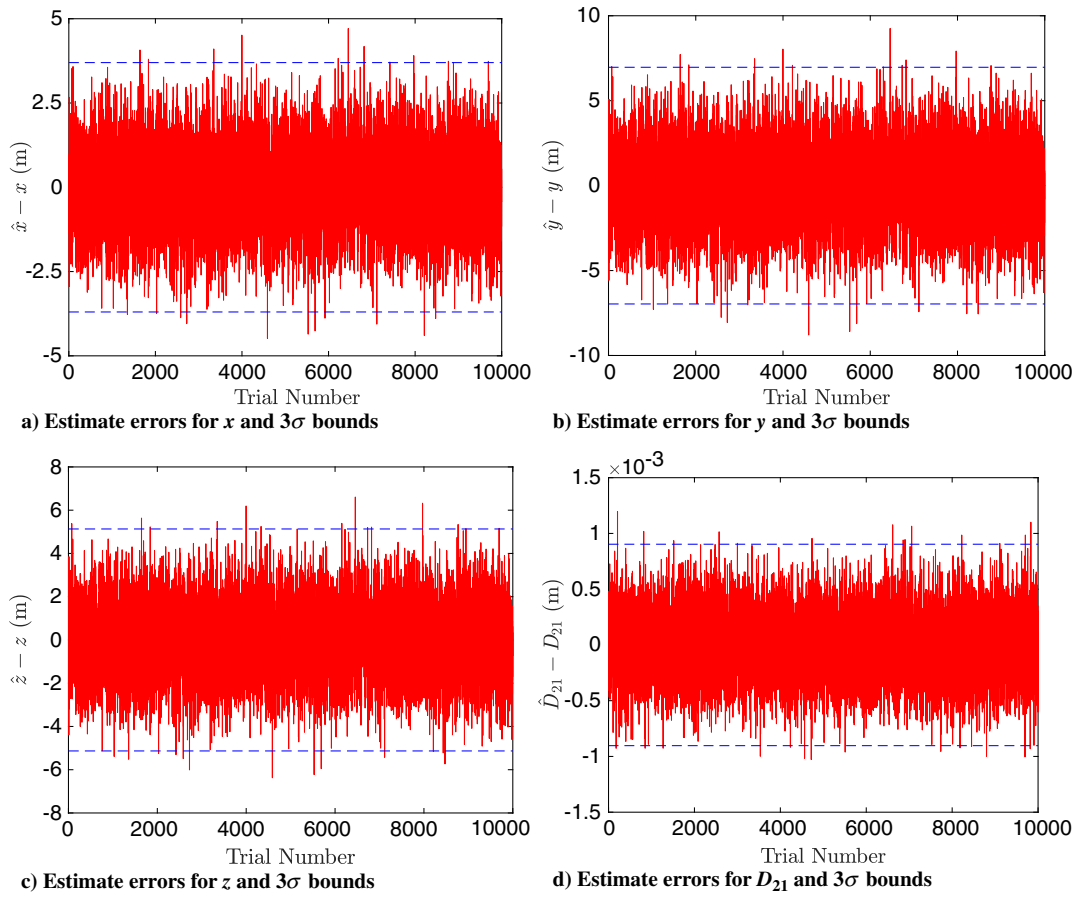 5
2.5
0
-2.5
-5
x̂ − x (m)
0 2000 4000 6000 8000 10000
Trial Number
a) Estimate errors for x and 3σ bounds
10
5
0
-5
-10
ŷ − y (m)
0 2000 4000 6000 8000 10000
Trial Number
b) Estimate errors for y and 3σ bounds
8
6
4
2
0
-2
-4
-6
-8
ẑ − z (m)
0 2000 4000 6000 8000 10000
Trial Number
c) Estimate errors for z and 3σ bounds
×10⁻³
1.5
1
0.5
0
-0.5
-1
-1.5
D̂₂₁ − D₂₁ (m)
0 2000 4000 6000 8000 10000
Trial Number
d) Estimate errors for D₂₁ and 3σ bounds